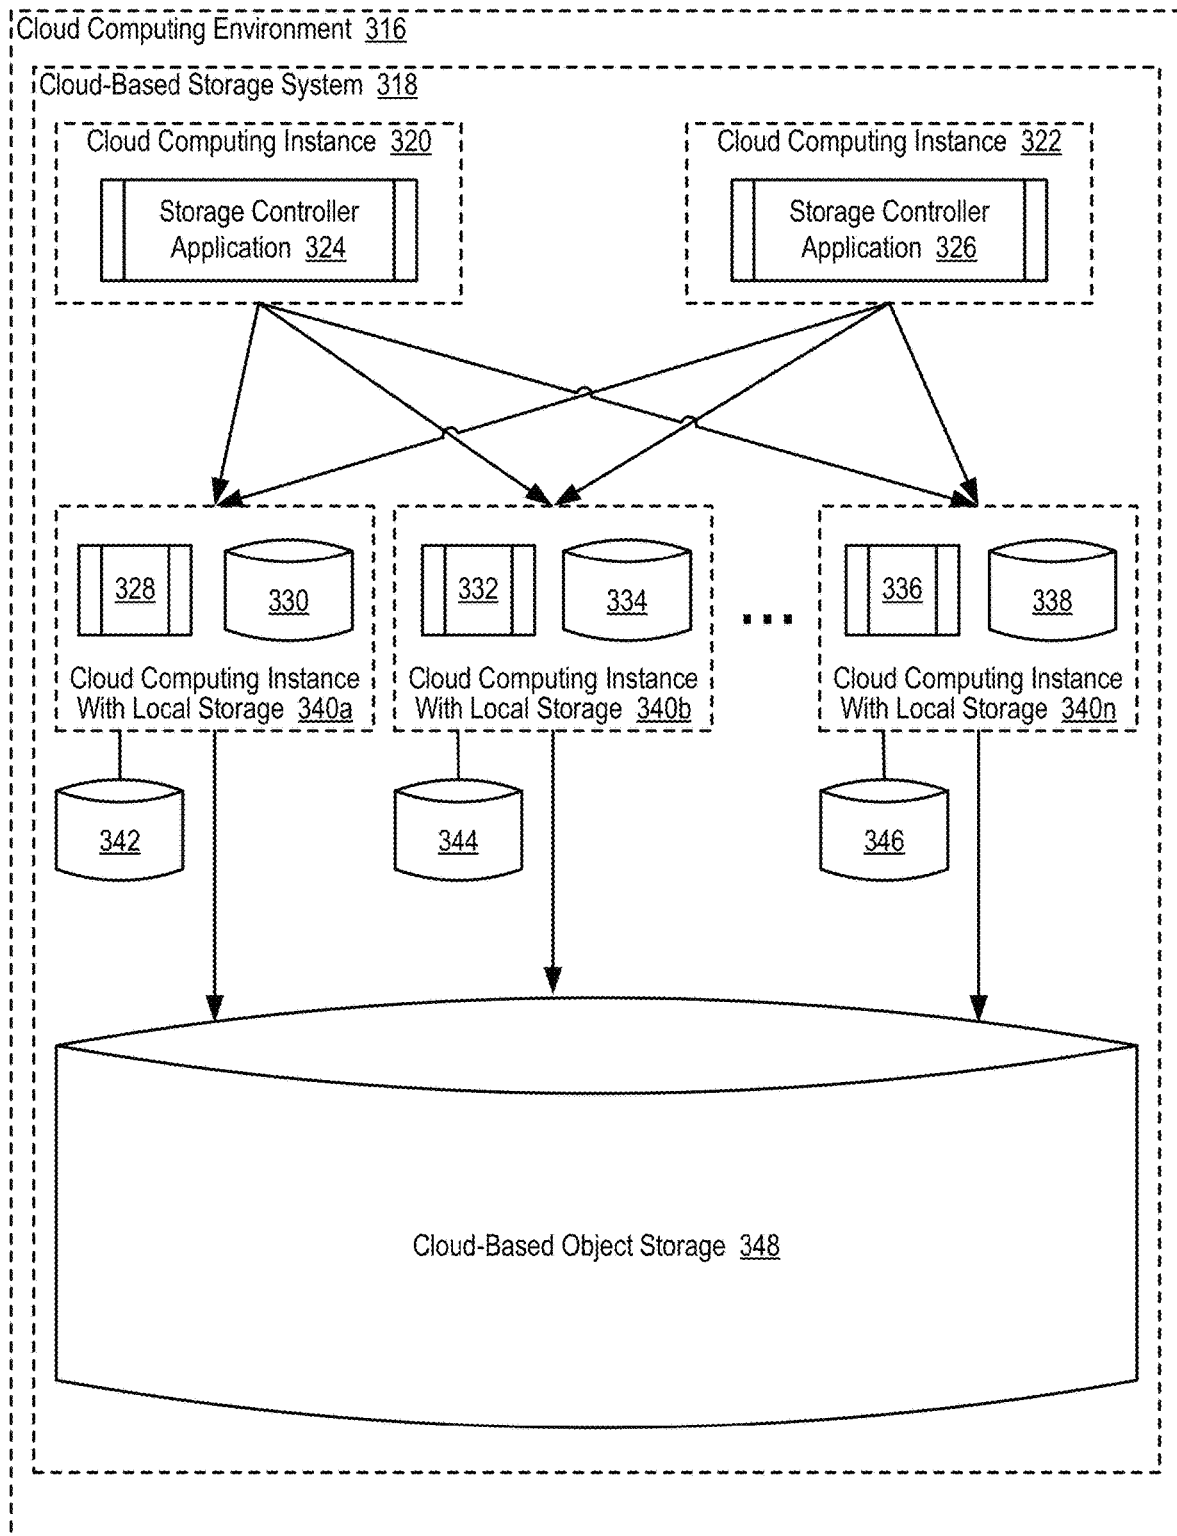 Cloud Computing Environment 316
Cloud-Based Storage System 318
Cloud Computing Instance 320
Storage Controller
Application 324
Cloud Computing Instance 322
Storage Controller
Application 326
328
330
Cloud Computing Instance
With Local Storage 340a
332
334
Cloud Computing Instance
With Local Storage 340b
...
336
338
Cloud Computing Instance
With Local Storage 340n
342
344
346
Cloud-Based Object Storage 348